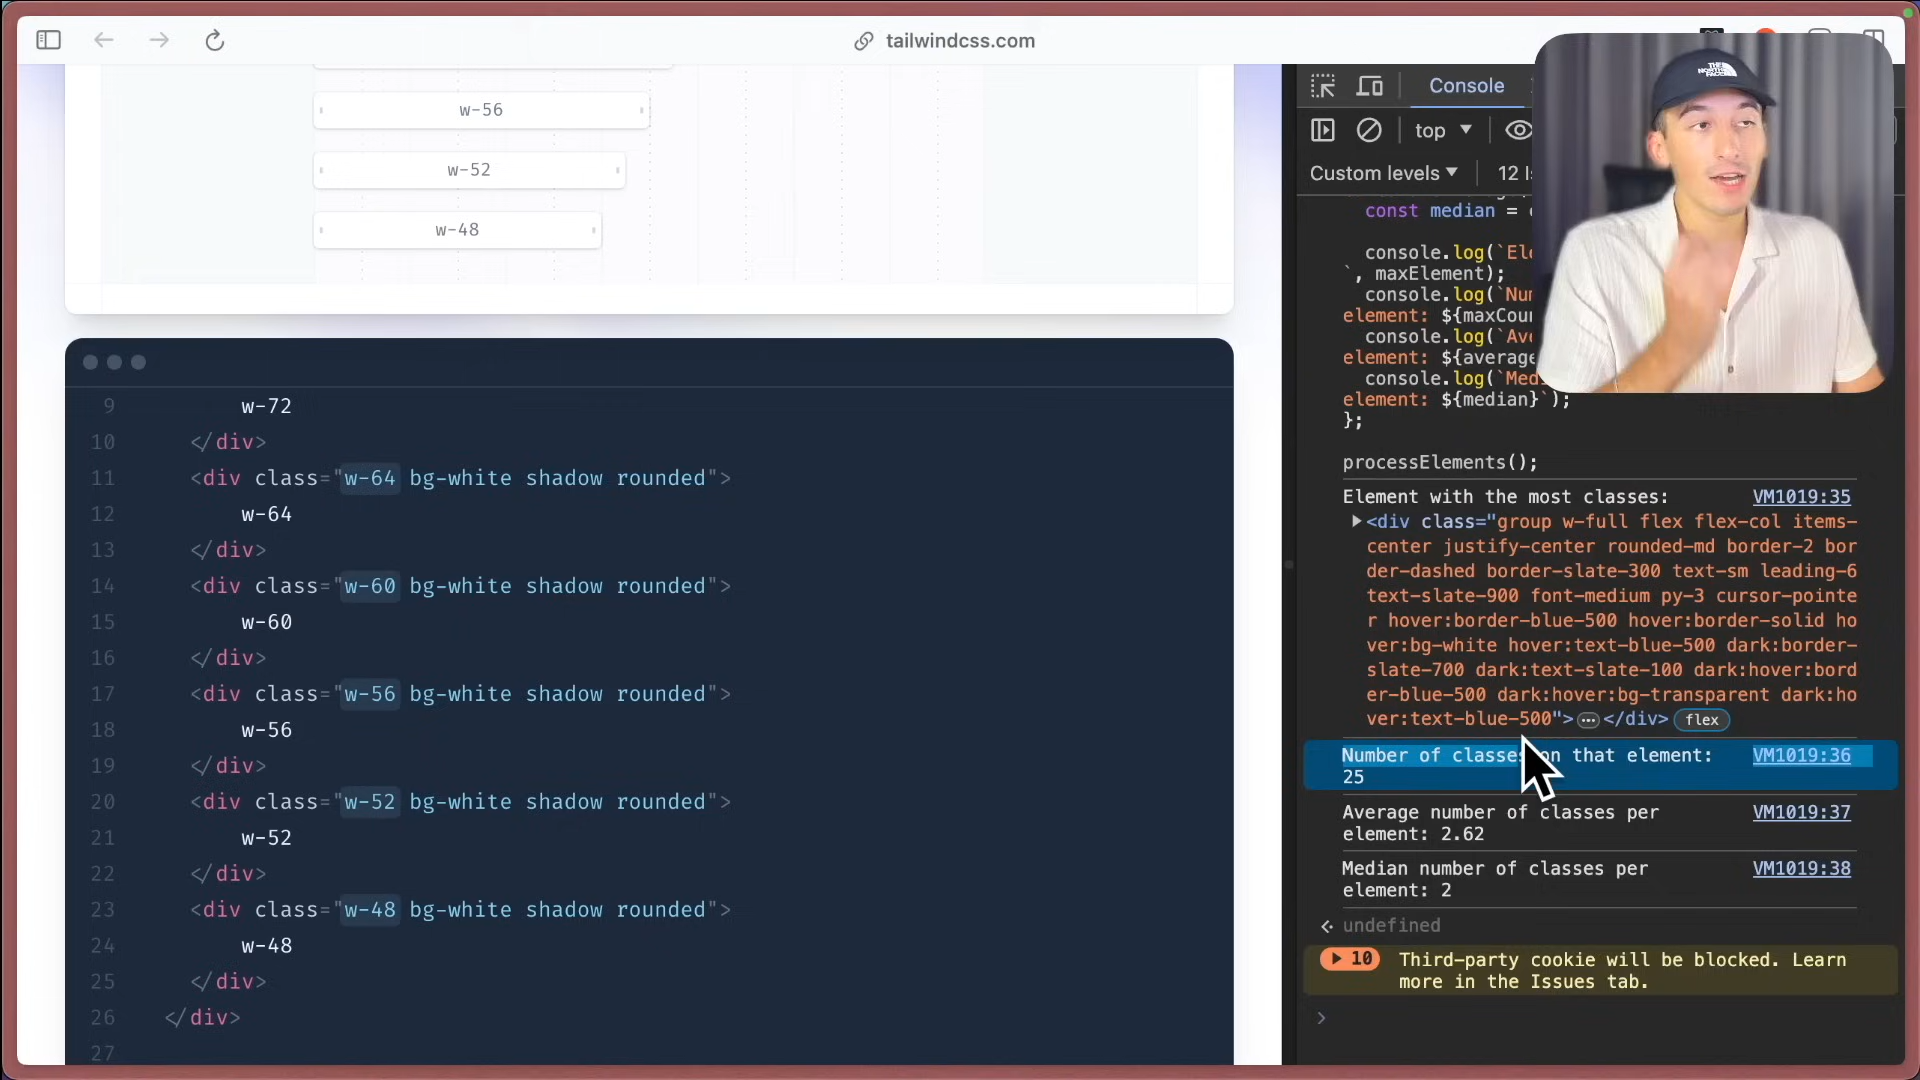 tailwindcss.com
w-56
w-52
w-48
9 w-72
10 </div>
11 <div class="w-64 bg-white shadow rounded">
12 w-64
13 </div>
14 <div class="w-60 bg-white shadow rounded">
15 w-60
16 </div>
17 <div class="w-56 bg-white shadow rounded">
18 w-56
19 </div>
20 <div class="w-52 bg-white shadow rounded">
21 w-52
22 </div>
23 <div class="w-48 bg-white shadow rounded">
24 w-48
25 </div>
26 </div>
27
Console
top
Custom levels 12
const median =
console.log(`Ele
`, maxElement);
console.log(`Num
element: ${maxCoun
console.log(`Ave
element: ${average
console.log(`Med
element: ${median}`);
};
processElements();
Element with the most classes: VM1019:35
<div class="group w-full flex flex-col items-
center justify-center rounded-md border-2 bor
der-dashed border-slate-300 text-sm leading-6
text-slate-900 font-medium py-3 cursor-pointe
r hover:border-blue-500 hover:border-solid ho
ver:bg-white hover:text-blue-500 dark:border-
slate-700 dark:text-slate-100 dark:hover:bord
er-blue-500 dark:hover:bg-transparent dark:ho
ver:text-blue-500">…</div> flex
Number of classes on that element: VM1019:36
25
Average number of classes per VM1019:37
element: 2.62
Median number of classes per VM1019:38
element: 2
undefined
10 Third-party cookie will be blocked. Learn
more in the Issues tab.
THE
NORTH
FACE